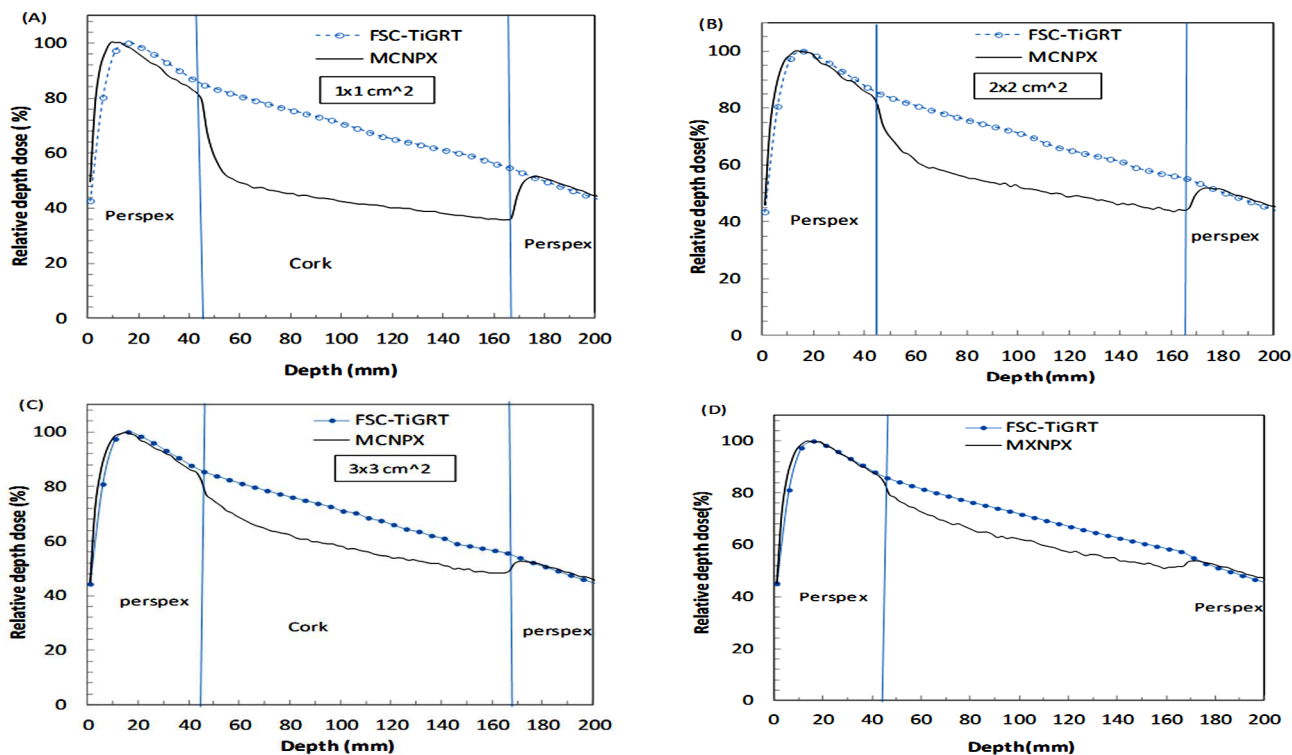 (A)
Relative depth dose ( %)
100
80
60
40
20
0
FSC-TiGRT
MCNPX
1x1 cm^2
Perspex
Cork
Perspex
0 20 40 60 80 100 120 140 160 180 200
Depth (mm)
(B)
Relative depth dose(%)
100
80
60
40
20
0
FSC-TiGRT
MCNPX
2x2 cm^2
Perspex
perspex
0 20 40 60 80 100 120 140 160 180 200
Depth(mm)
(C)
Relative depth dose (%)
100
80
60
40
20
0
FSC-TiGRT
MCNPX
3x3 cm^2
perspex
Cork
perspex
0 20 40 60 80 100 120 140 160 180 200
Depth (mm)
(D)
Relative depth dose(%)
100
80
60
40
20
0
FSC-TiGRT
MXNPX
Perspex
Perspex
0 20 40 60 80 100 120 140 160 180 200
Depth(mm)